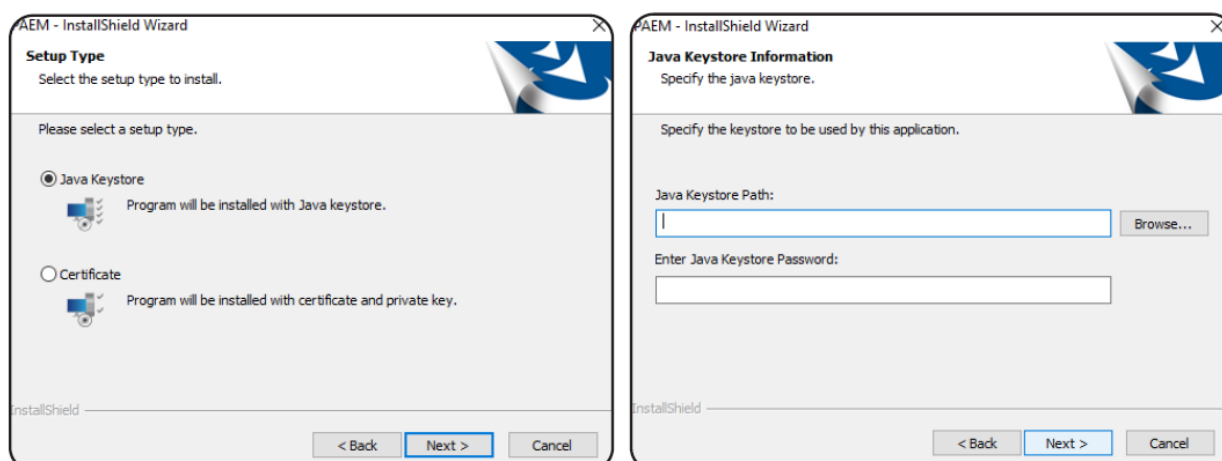 PAEM - InstallShield Wizard
Setup Type
Select the setup type to install.
Please select a setup type.
Java Keystore
Program will be installed with Java keystore.
Certificate
Program will be installed with certificate and private key.
InstallShield
< Back
Next >
Cancel
PAEM - InstallShield Wizard
Java Keystore Information
Specify the java keystore.
Specify the keystore to be used by this application.
Java Keystore Path:
Browse...
Enter Java Keystore Password:
InstallShield
< Back
Next >
Cancel